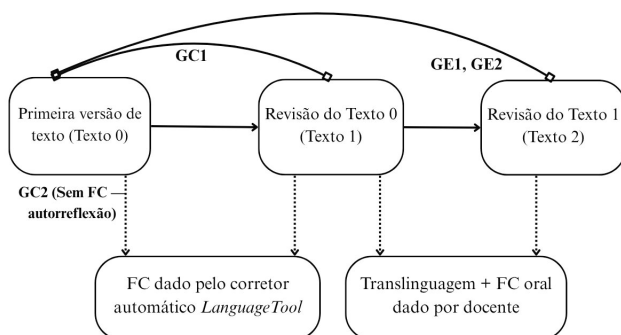 GC1
GE1, GE2
Primeira versão de
texto (Texto 0)
Revisão do Texto 0
(Texto 1)
Revisão do Texto 1
(Texto 2)
GC2 (Sem FC —
autorreflexão)
FC dado pelo corretor
automático LanguageTool
Translinguagem + FC oral
dado por docente